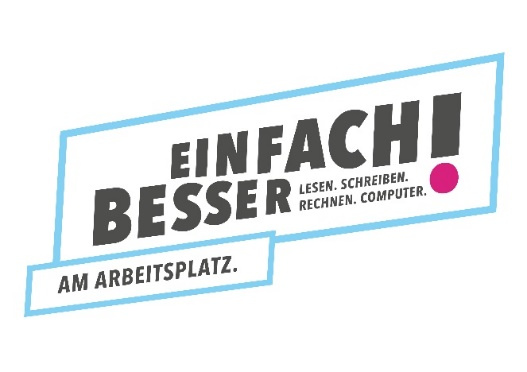 EINFACH!
BESSER
LESEN. SCHREIBEN.
RECHNEN. COMPUTER.
AM ARBEITSPLATZ.